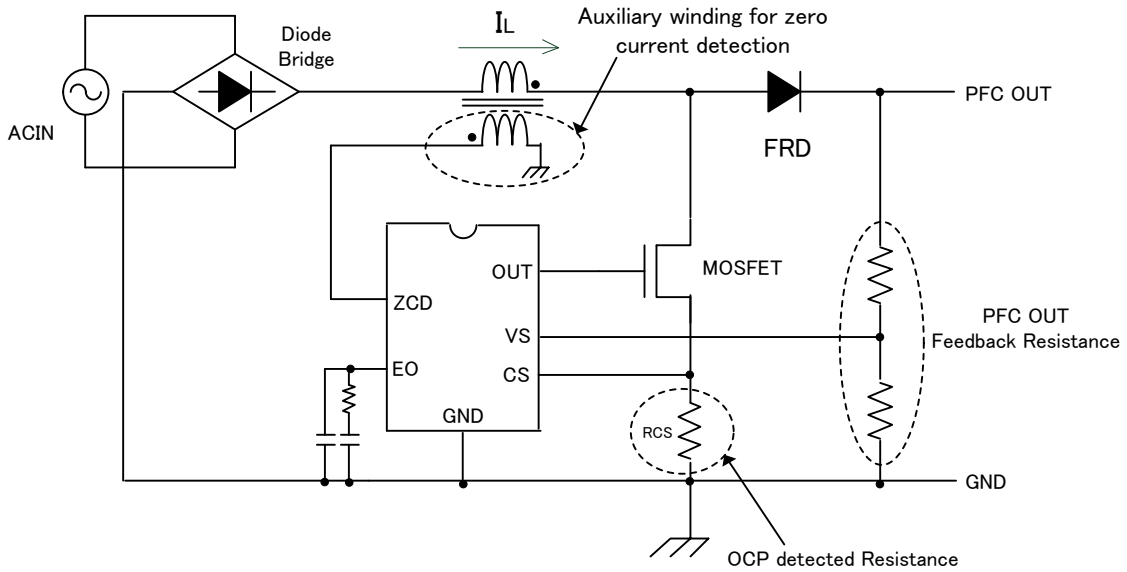 Auxiliary winding for zero
current detection
IL
Diode
Bridge
ACIN
PFC OUT
FRD
OUT
MOSFET
ZCD
VS
PFC OUT
Feedback Resistance
EO
CS
GND
RCS
GND
OCP detected Resistance